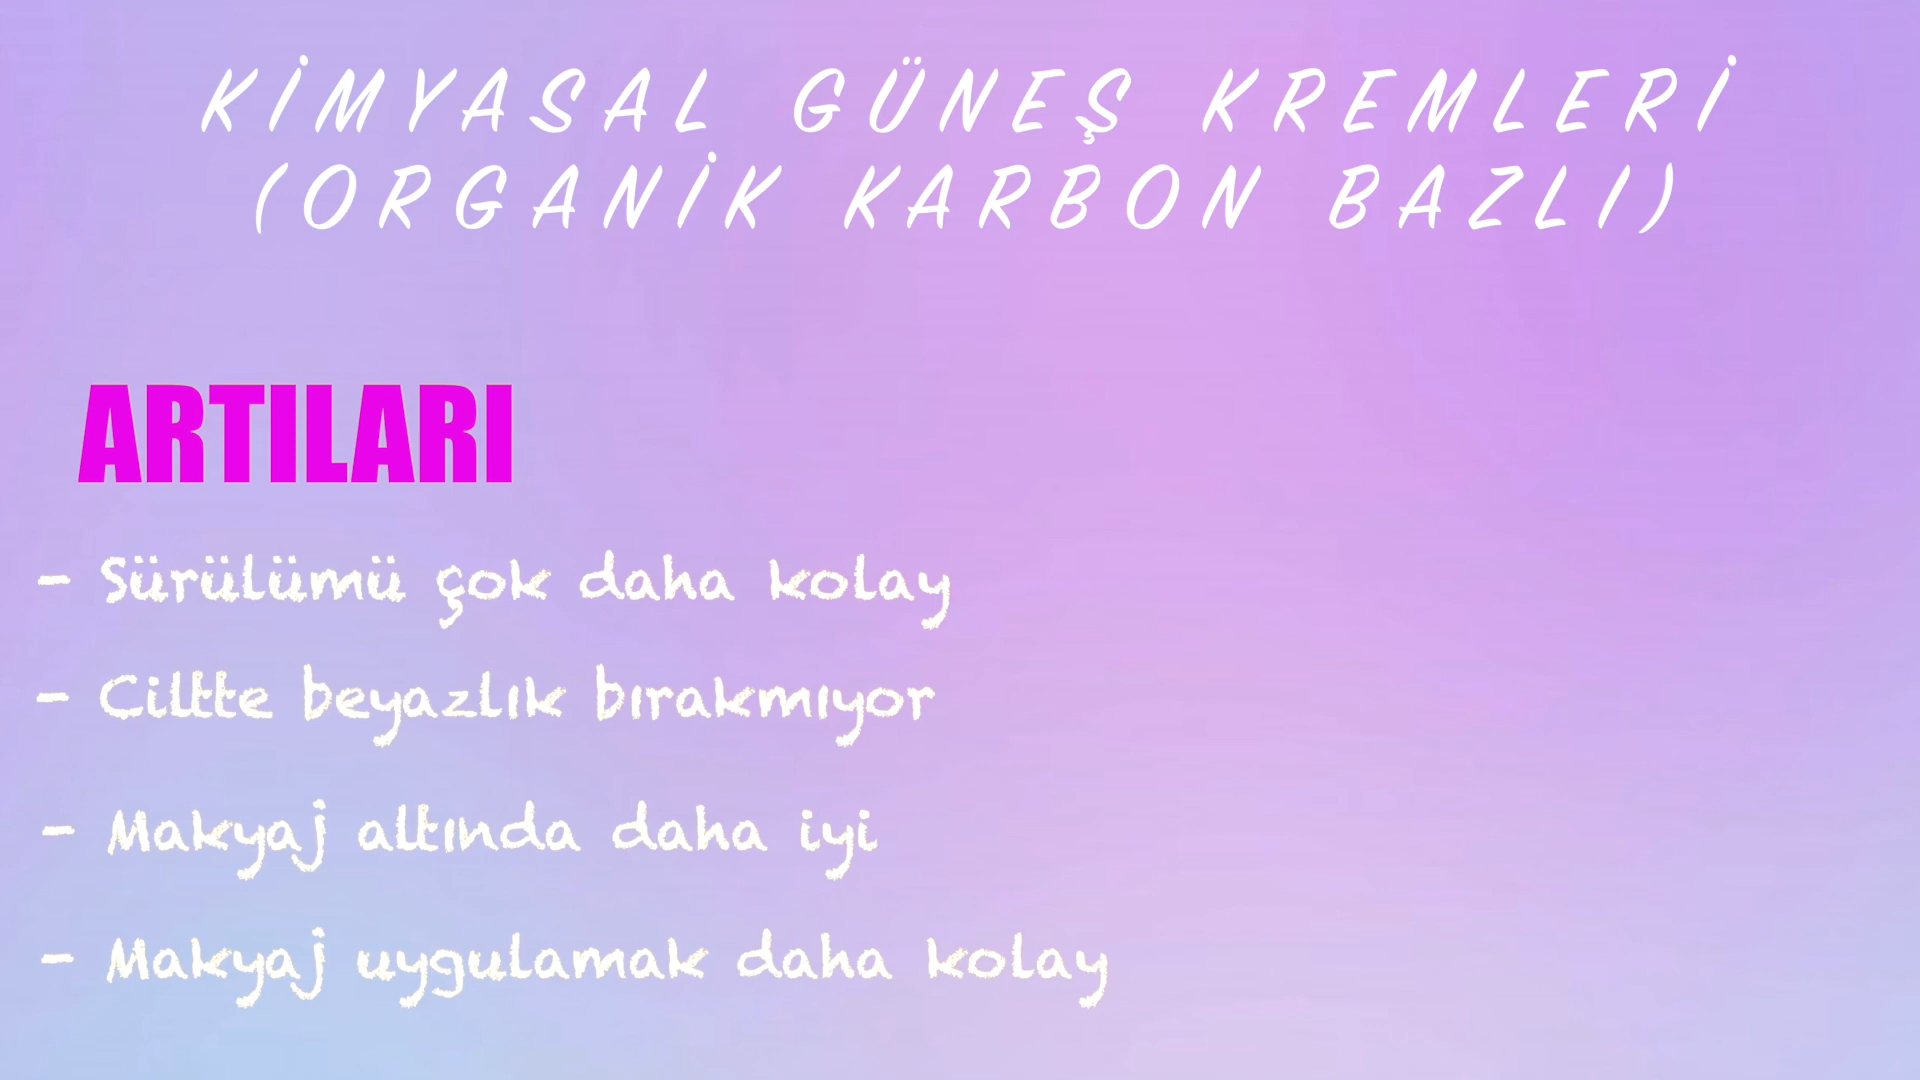 KİMYASAL GÜNEŞ KREMLERİ
(ORGANİK KARBON BAZLI)
ARTILARI
- Sürülümü çok daha kolay
- Ciltte beyazlık bırakmıyor
- Makyaj altında daha iyi
- Makyaj uygulamak daha kolay